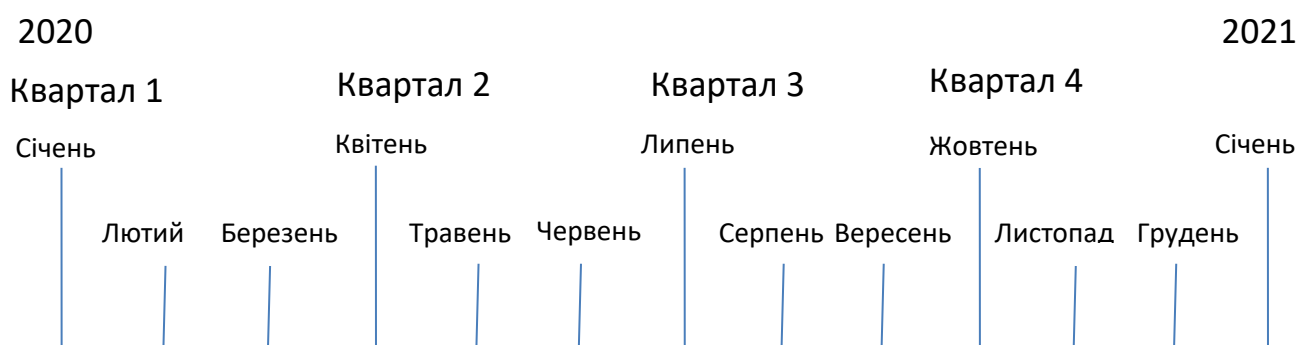 2020 2021
Квартал 1 Квартал 2 Квартал 3 Квартал 4
Січень Квітень Липень Жовтень Січень
Лютий Березень Травень Червень Серпень Вересень Листопад Грудень